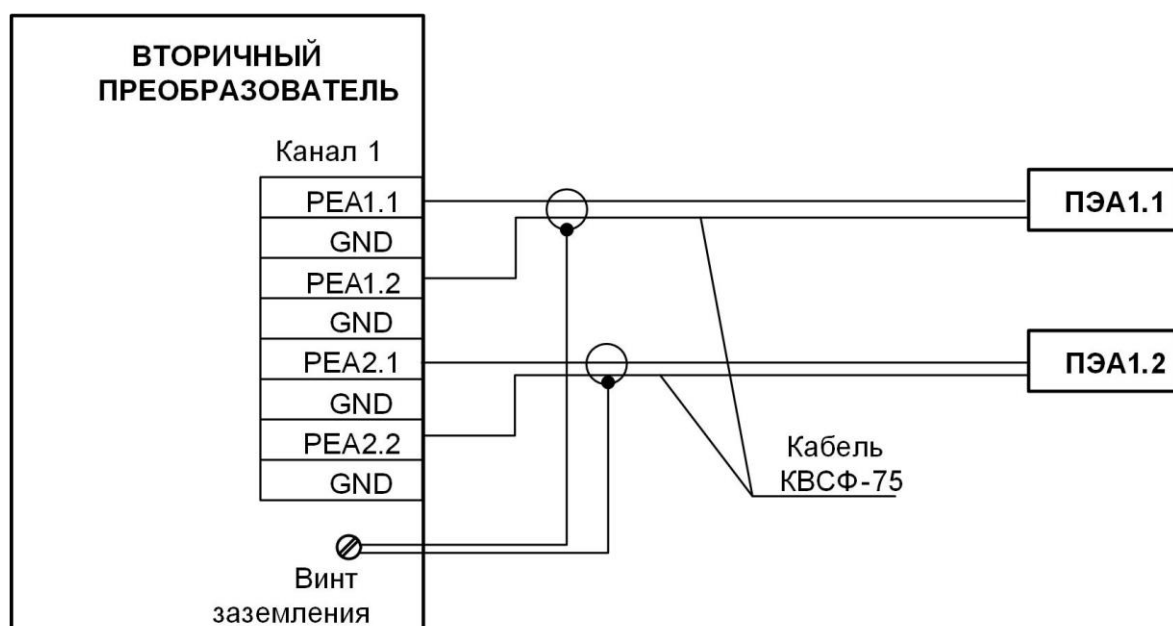 ВТОРИЧНЫЙ
ПРЕОБРАЗОВАТЕЛЬ
Канал 1
PEA1.1
GND
PEA1.2
GND
PEA2.1
GND
PEA2.2
GND
Винт
заземления
ПЭА1.1
ПЭА1.2
Кабель
КВСФ-75